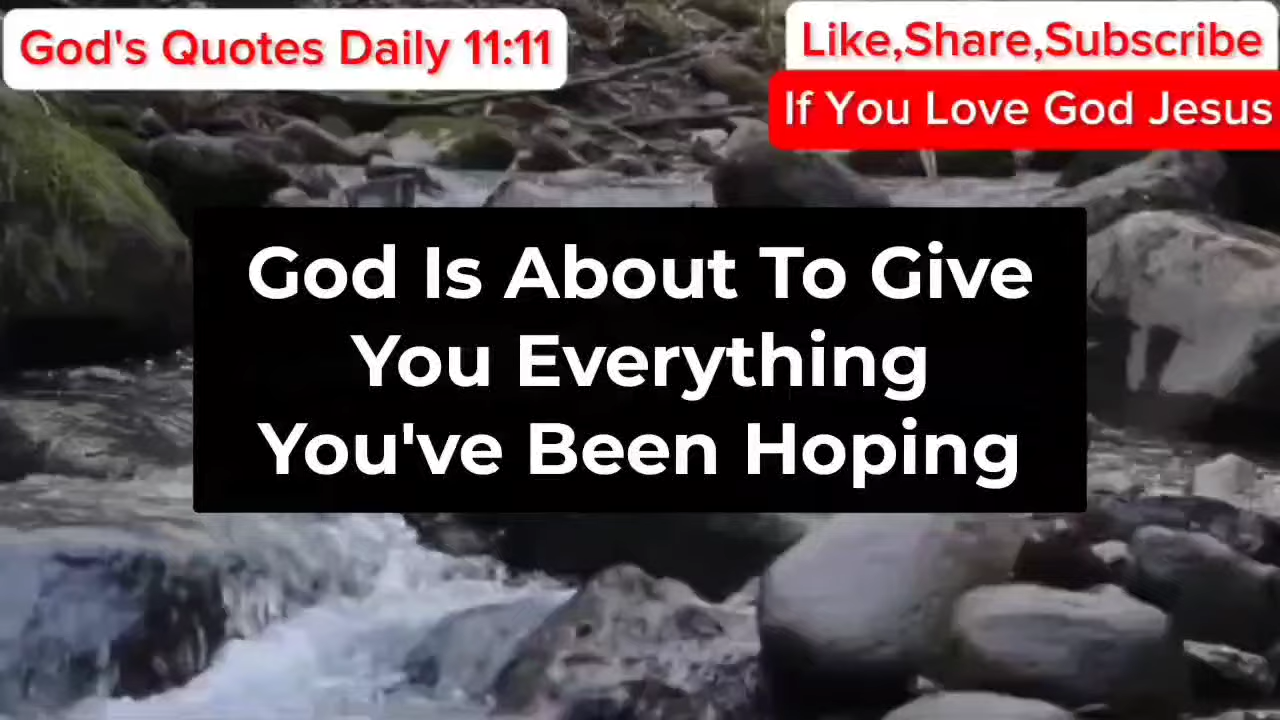 God's Quotes Daily 11:11
Like,Share,Subscribe
If You Love God Jesus
God Is About To Give
You Everything
You've Been Hoping